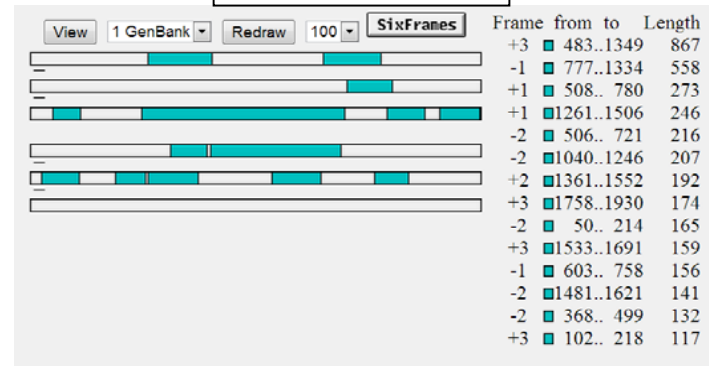 View 1 GenBank Redraw 100 SixFrames
Frame from to Length
+3 483..1349 867
-1 777..1334 558
+1 508.. 780 273
+1 1261..1506 246
-2 506.. 721 216
-2 1040..1246 207
+2 1361..1552 192
+3 1758..1930 174
-2 50.. 214 165
+3 1533..1691 159
-1 603.. 758 156
-2 1481..1621 141
-2 368.. 499 132
+3 102.. 218 117